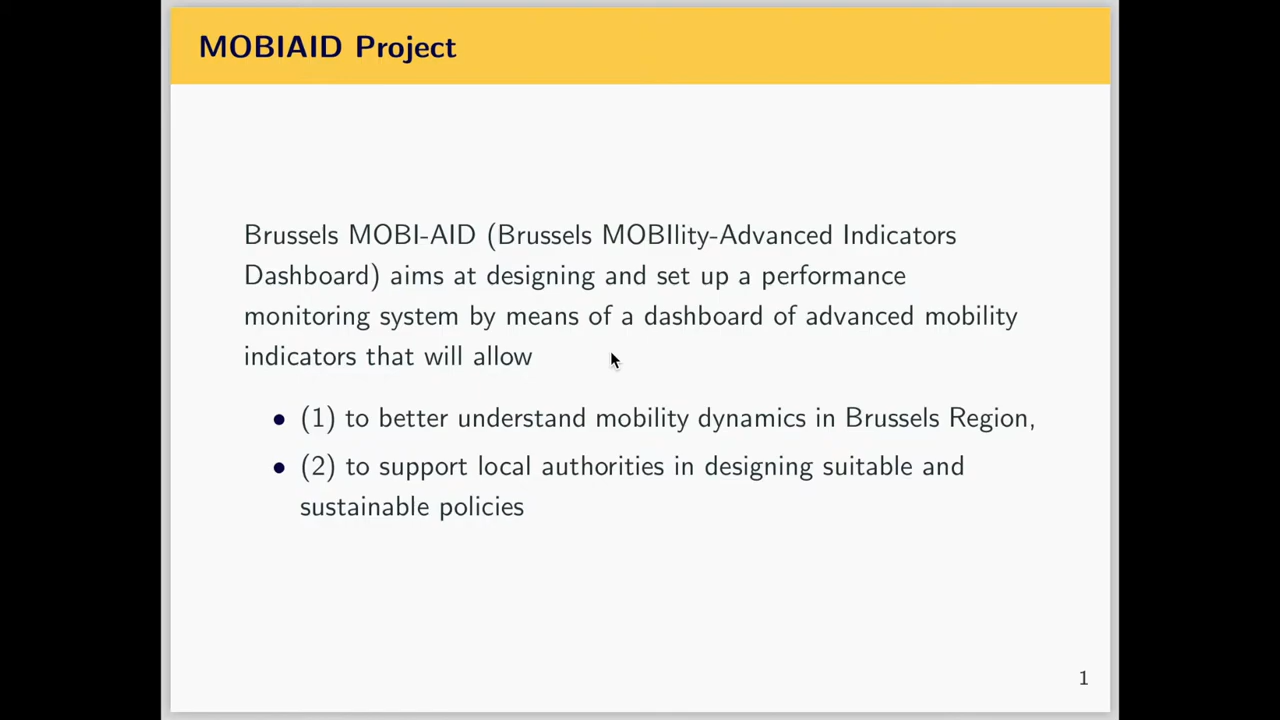 MOBIAID Project
Brussels MOBI-AID (Brussels MOBIlity-Advanced Indicators
Dashboard) aims at designing and set up a performance
monitoring system by means of a dashboard of advanced mobility
indicators that will allow
• (1) to better understand mobility dynamics in Brussels Region,
• (2) to support local authorities in designing suitable and
sustainable policies
1